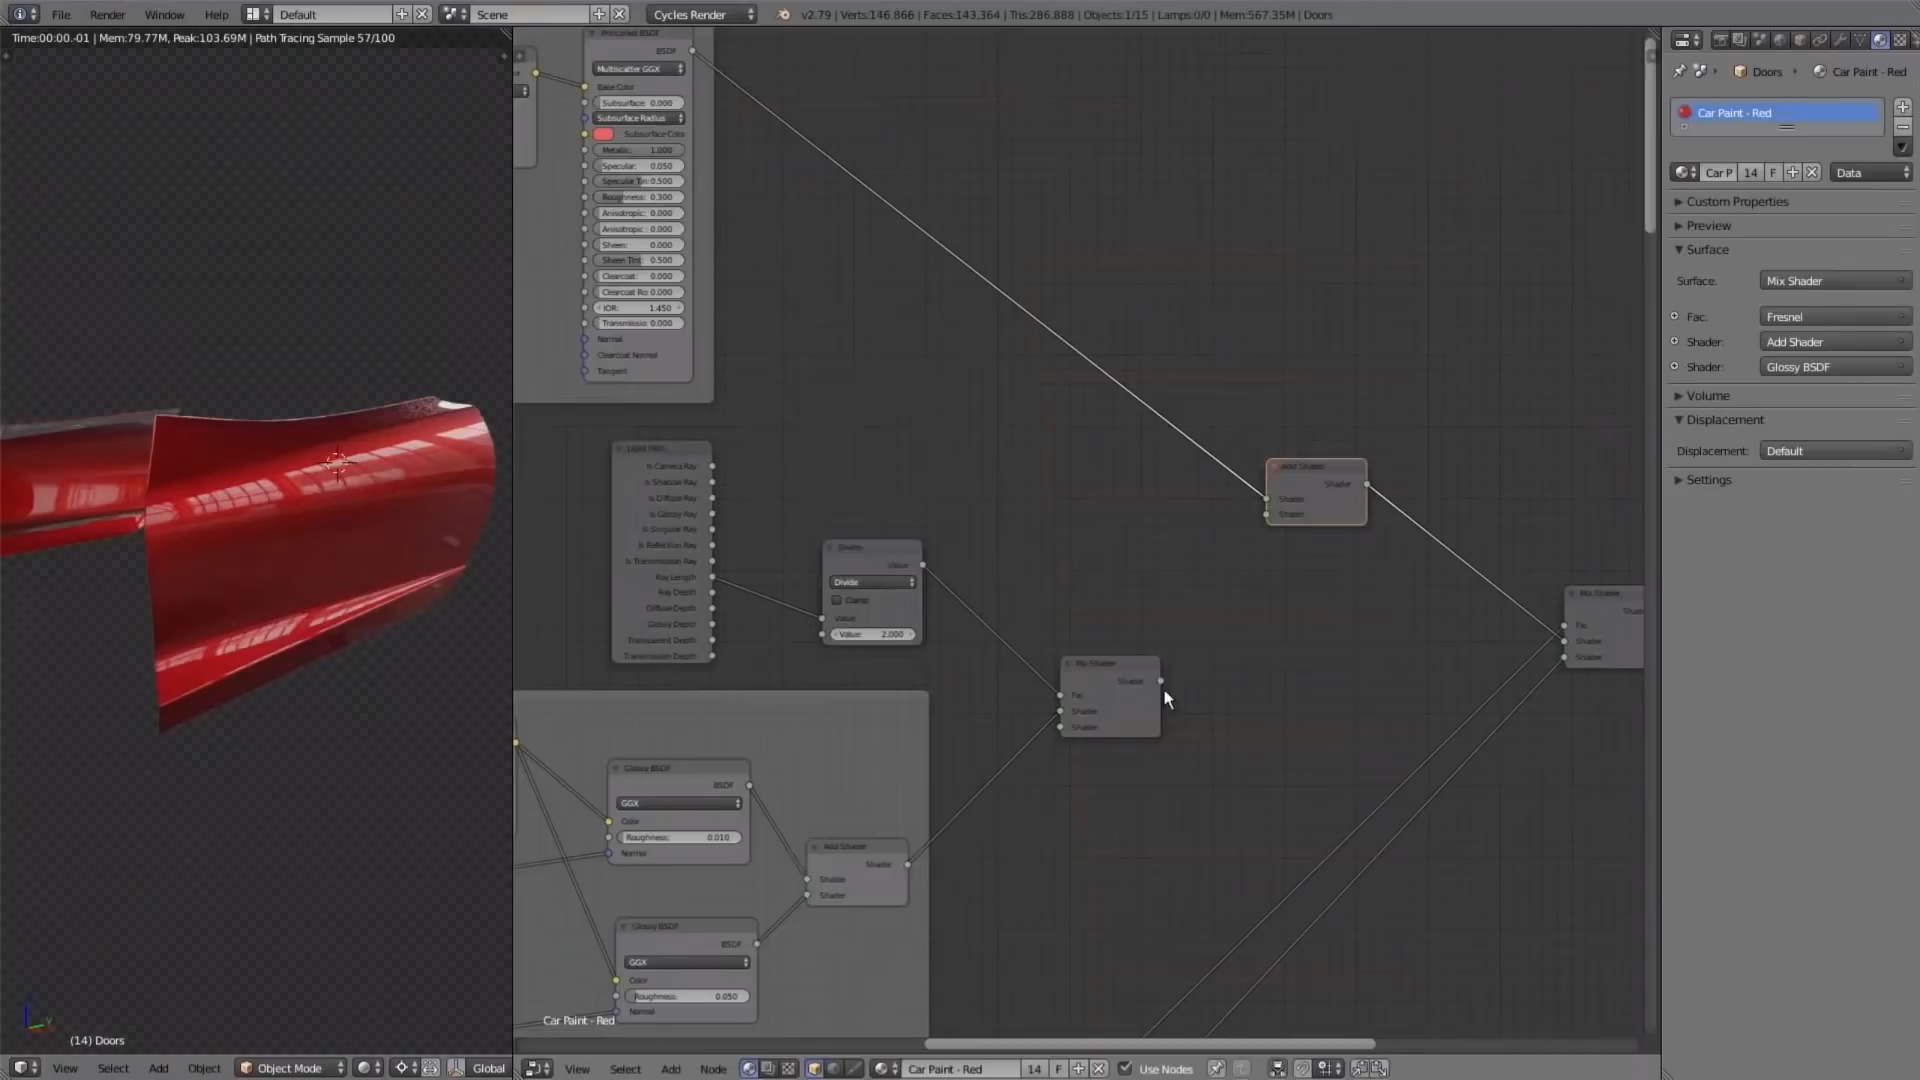 File Render Window Help Default Scene Cycles Render v2.79 | Verts:146,866 | Faces:143,364 | Tris:286,888 | Objects:1/15 | Lamps:0/0 | Mem:567.35M | Doors
Time:00:00.-01 | Mem:79.77M, Peak:103.69M | Path Tracing Sample 57/100
(14) Doors
View Select Add Object Object Mode Global
Principled BSDF
BSDF
Multiscatter GGX
Base Color
Subsurface: 0.000
Subsurface Radius
Subsurface Color
Metallic: 1.000
Specular: 0.050
Specular Tin: 0.500
Roughness: 0.300
Anisotropic: 0.000
Anisotropic : 0.000
Sheen: 0.000
Sheen Tint: 0.500
Clearcoat: 0.000
Clearcoat Ro: 0.000
IOR: 1.450
Transmissio: 0.000
Normal
Clearcoat Normal
Tangent
Light Path
Is Camera Ray
Is Shadow Ray
Is Diffuse Ray
Is Glossy Ray
Is Singular Ray
Is Reflection Ray
Is Transmission Ray
Ray Length
Ray Depth
Diffuse Depth
Glossy Depth
Transparent Depth
Transmission Depth
Divide
Value
Divide
Clamp
Value
Value: 2.000
Mix Shader
Shader
Fac
Shader
Shader
Add Shader
Shader
Shader
Shader
Mix Shader
Shade
Fac
Shader
Shader
Glossy BSDF
BSDF
GGX
Color
Roughness: 0.010
Normal
Add Shader
Shader
Shader
Shader
Glossy BSDF
BSDF
GGX
Color
Roughness: 0.050
Normal
Car Paint - Red
View Select Add Node Car Paint - Red 14 F Use Nodes
Doors Car Paint - Red
Car Paint - Red
Car P 14 F Data
Custom Properties
Preview
Surface
Surface: Mix Shader
Fac: Fresnel
Shader: Add Shader
Shader: Glossy BSDF
Volume
Displacement
Displacement: Default
Settings